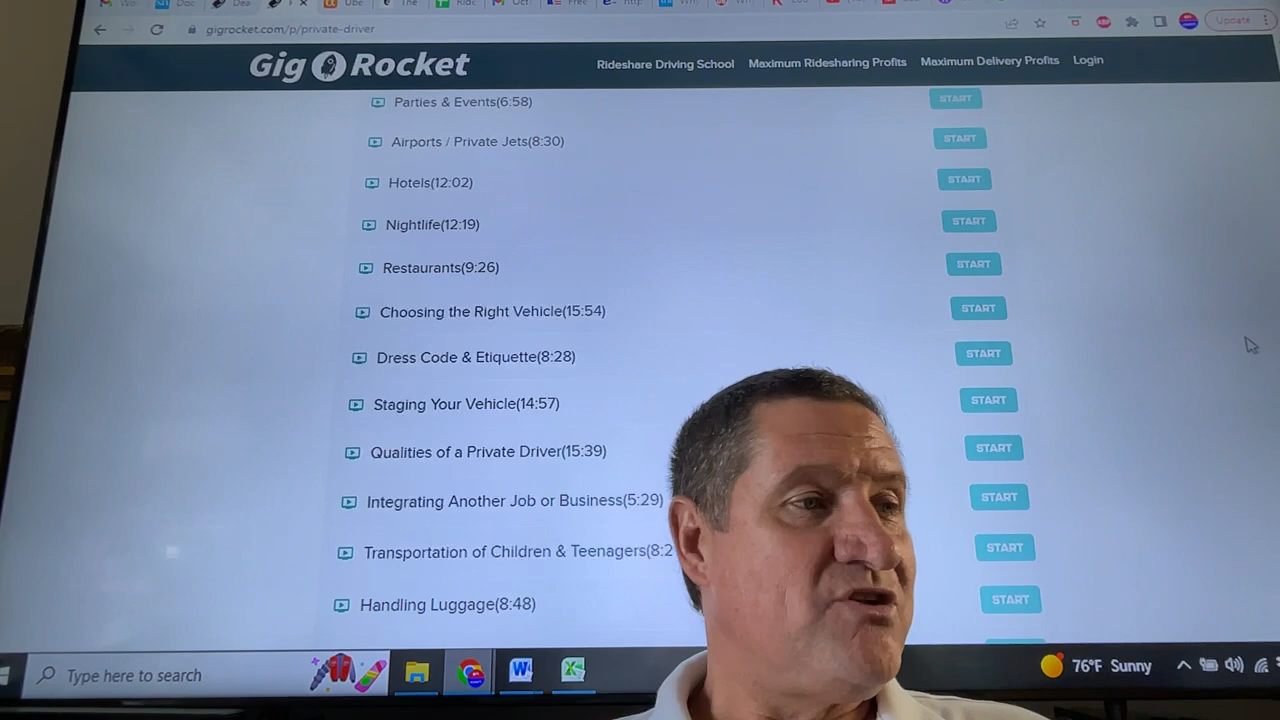 gigrocket.com/p/private-driver
Update
Gig Rocket
Rideshare Driving School
Maximum Ridesharing Profits
Maximum Delivery Profits
Login
Parties & Events(6:58)
START
Airports / Private Jets(8:30)
START
Hotels(12:02)
START
Nightlife(12:19)
START
Restaurants(9:26)
START
Choosing the Right Vehicle(15:54)
START
Dress Code & Etiquette(8:28)
START
Staging Your Vehicle(14:57)
START
Qualities of a Private Driver(15:39)
START
Integrating Another Job or Business(5:29)
START
Transportation of Children & Teenagers(8:2
START
Handling Luggage(8:48)
START
Type here to search
76°F Sunny